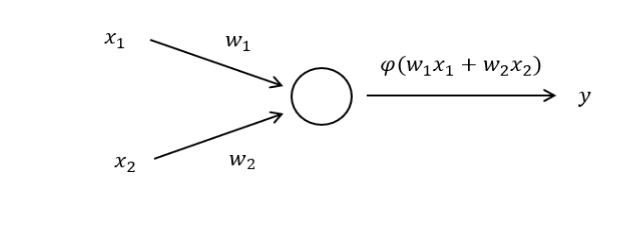 x₁
w₁
φ(w₁x₁ + w₂x₂)
y
x₂
w₂